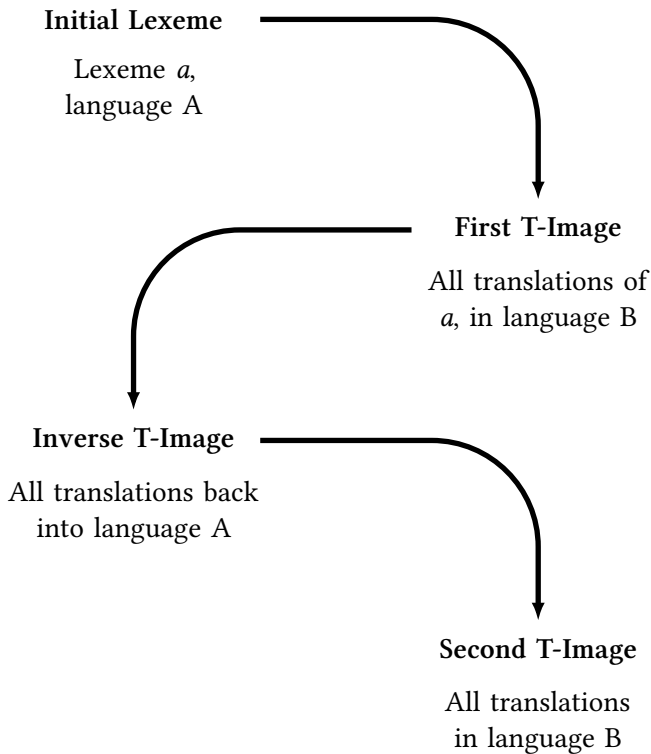 Initial Lexeme
Lexeme a,
language A
First T-Image
All translations of
a, in language B
Inverse T-Image
All translations back
into language A
Second T-Image
All translations
in language B